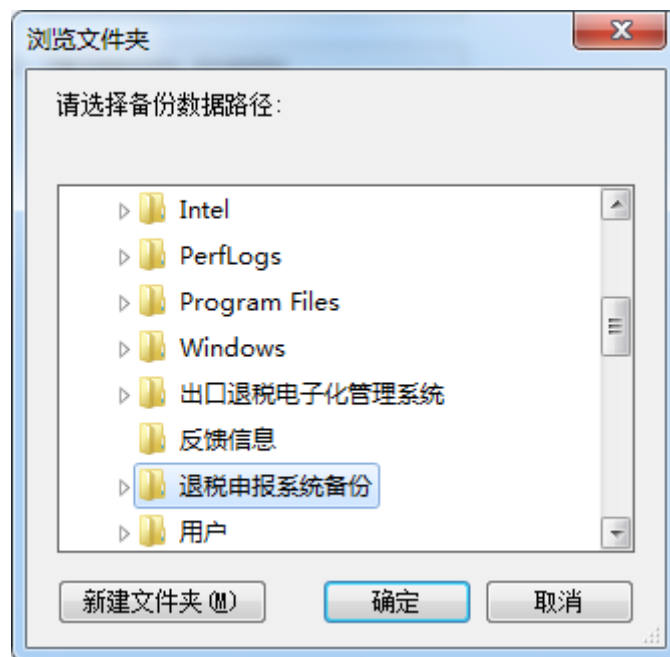 浏览文件夹
请选择备份数据路径:
Intel
PerfLogs
Program Files
Windows
出口退税电子化管理系统
反馈信息
退税申报系统备份
用户
新建文件夹(M) 确定 取消